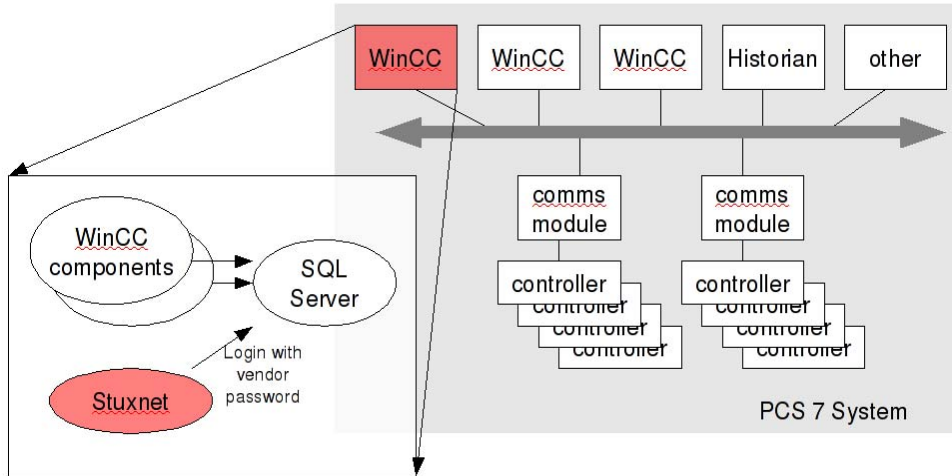 WinCC
WinCC
WinCC
Historian
other
comms
module
comms
module
controller
controller
controller
controller
controller
controller
controller
controller
PCS 7 System
WinCC
components
SQL
Server
Login with
vendor
password
Stuxnet